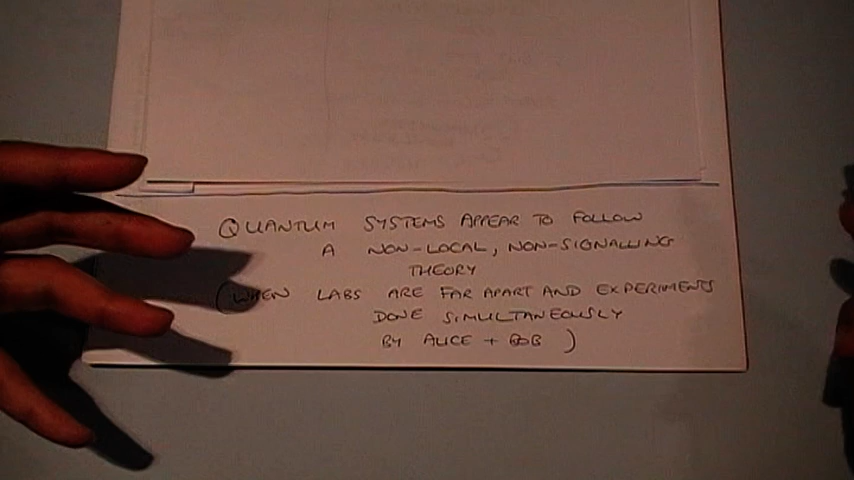 QUANTUM SYSTEMS APPEAR TO FOLLOW
A NON-LOCAL, NON-SIGNALLING
THEORY
(WHEN LABS ARE FAR APART AND EXPERIMENTS
DONE SIMULTANEOUSLY
BY ALICE + BOB)